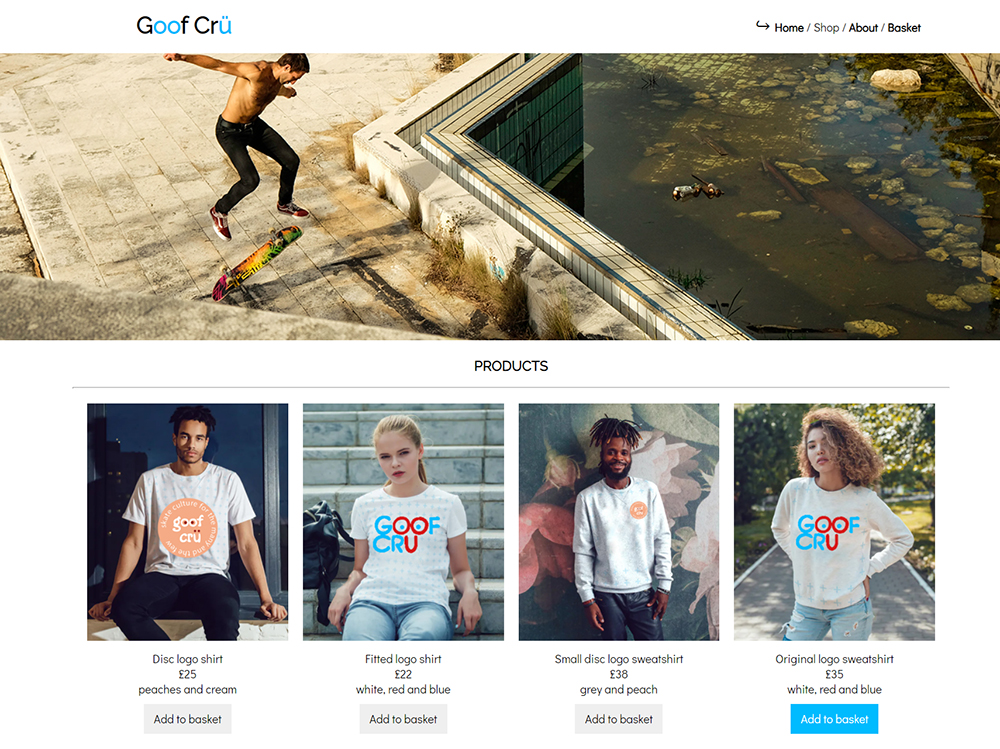 Goof Crü
Home / Shop / About / Basket
PRODUCTS
skate culture for the many and the few
goof
crü
GOOF
CRU
GOOF
CRU
Disc logo shirt
£25
peaches and cream
Add to basket
Fitted logo shirt
£22
white, red and blue
Add to basket
Small disc logo sweatshirt
£38
grey and peach
Add to basket
Original logo sweatshirt
£35
white, red and blue
Add to basket